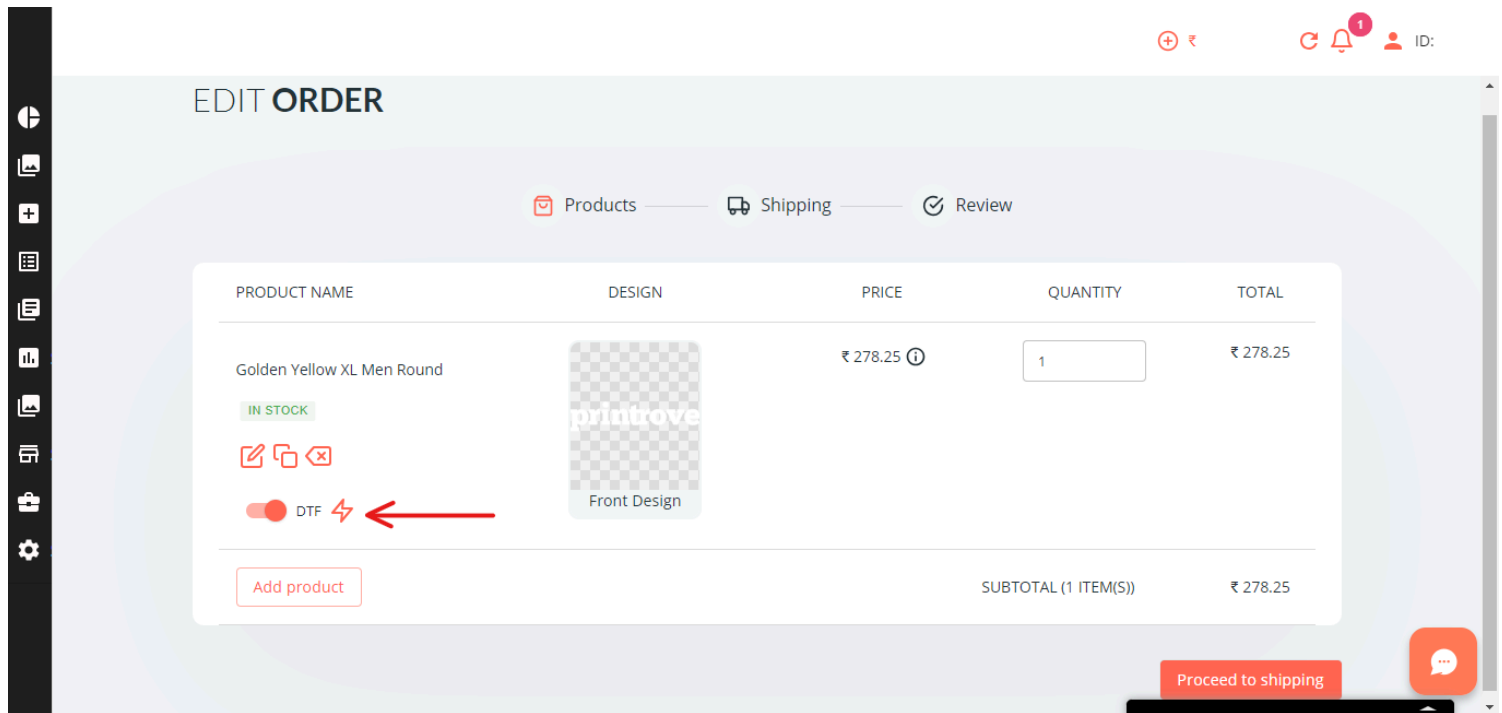 1
₹
ID:
EDIT ORDER
Products
Shipping
Review
PRODUCT NAME
DESIGN
PRICE
QUANTITY
TOTAL
Golden Yellow XL Men Round
IN STOCK
DTF
printrove
Front Design
₹ 278.25
1
₹ 278.25
Add product
SUBTOTAL (1 ITEM(S))
₹ 278.25
Proceed to shipping